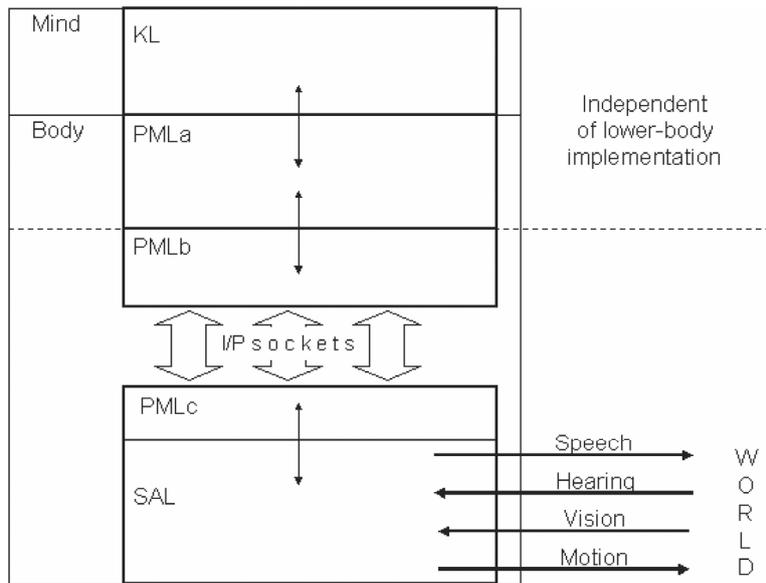 Mind
KL
Independent
of lower-body
implementation
Body
PMLa
PMLb
I/P sockets
PMLc
SAL
Speech
Hearing
Vision
Motion
W
O
R
L
D